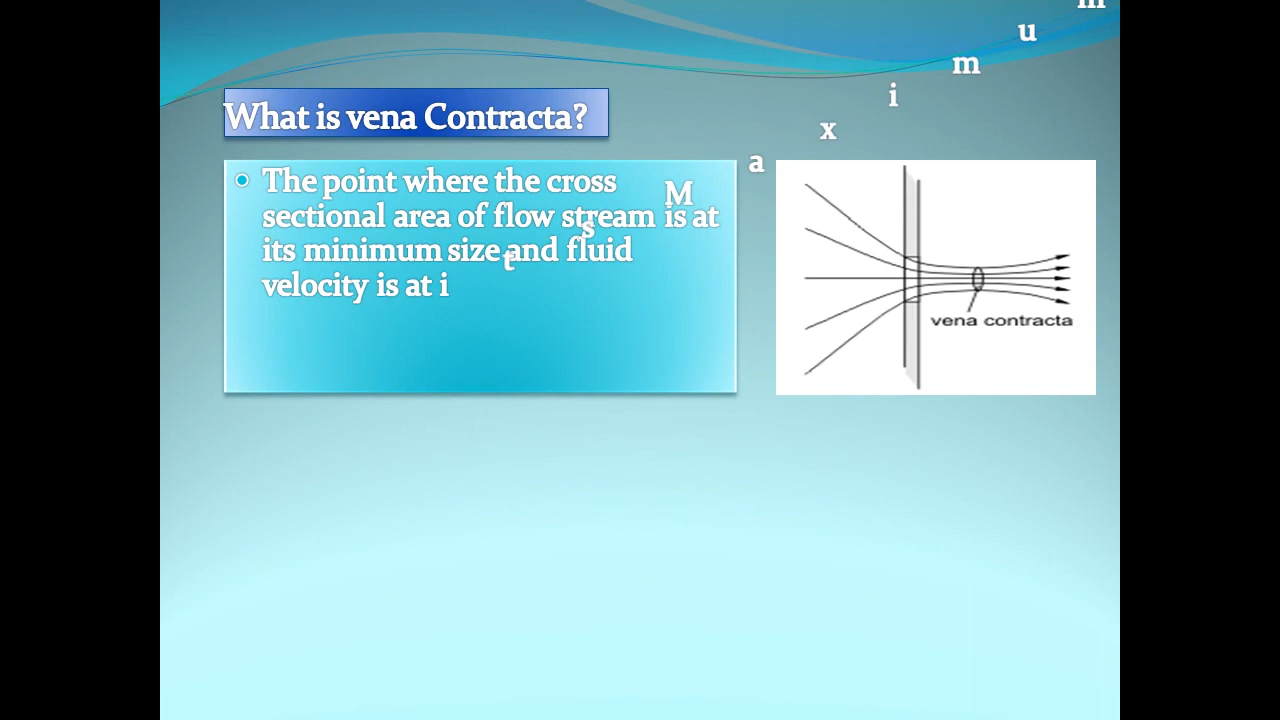 What is vena Contracta?
The point where the cross
sectional area of flow stream is at
its minimum size and fluid
velocity is at i
t
s
M
a
x
i
m
u
m
vena contracta